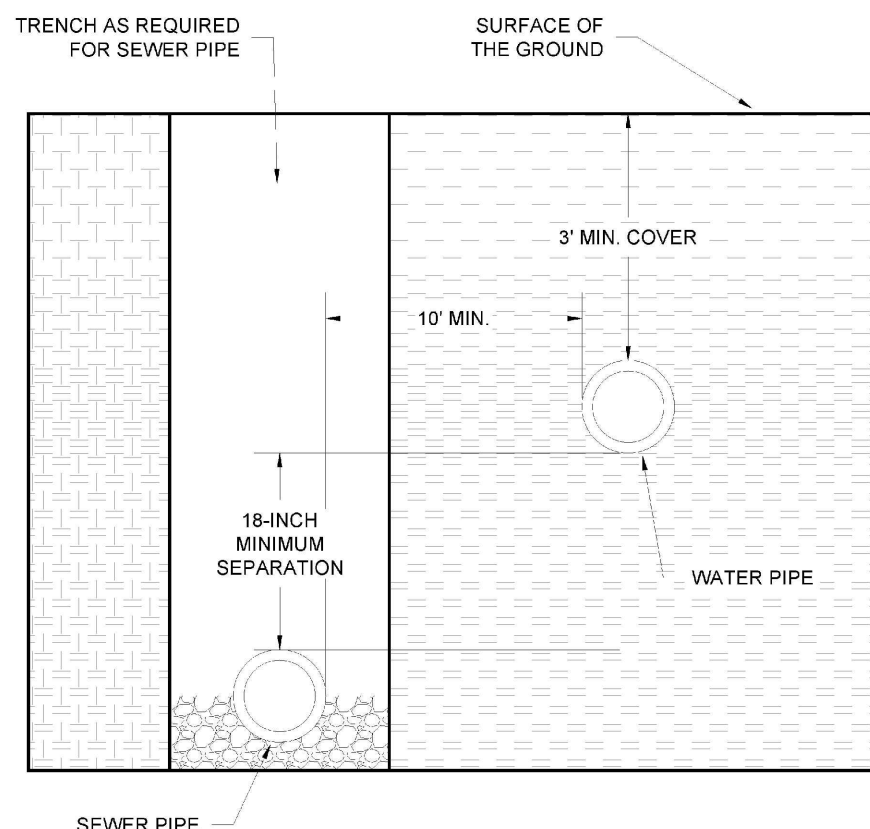 TRENCH AS REQUIRED
FOR SEWER PIPE
SURFACE OF
THE GROUND
3' MIN. COVER
10' MIN.
18-INCH
MINIMUM
SEPARATION
WATER PIPE
SEWER PIPE